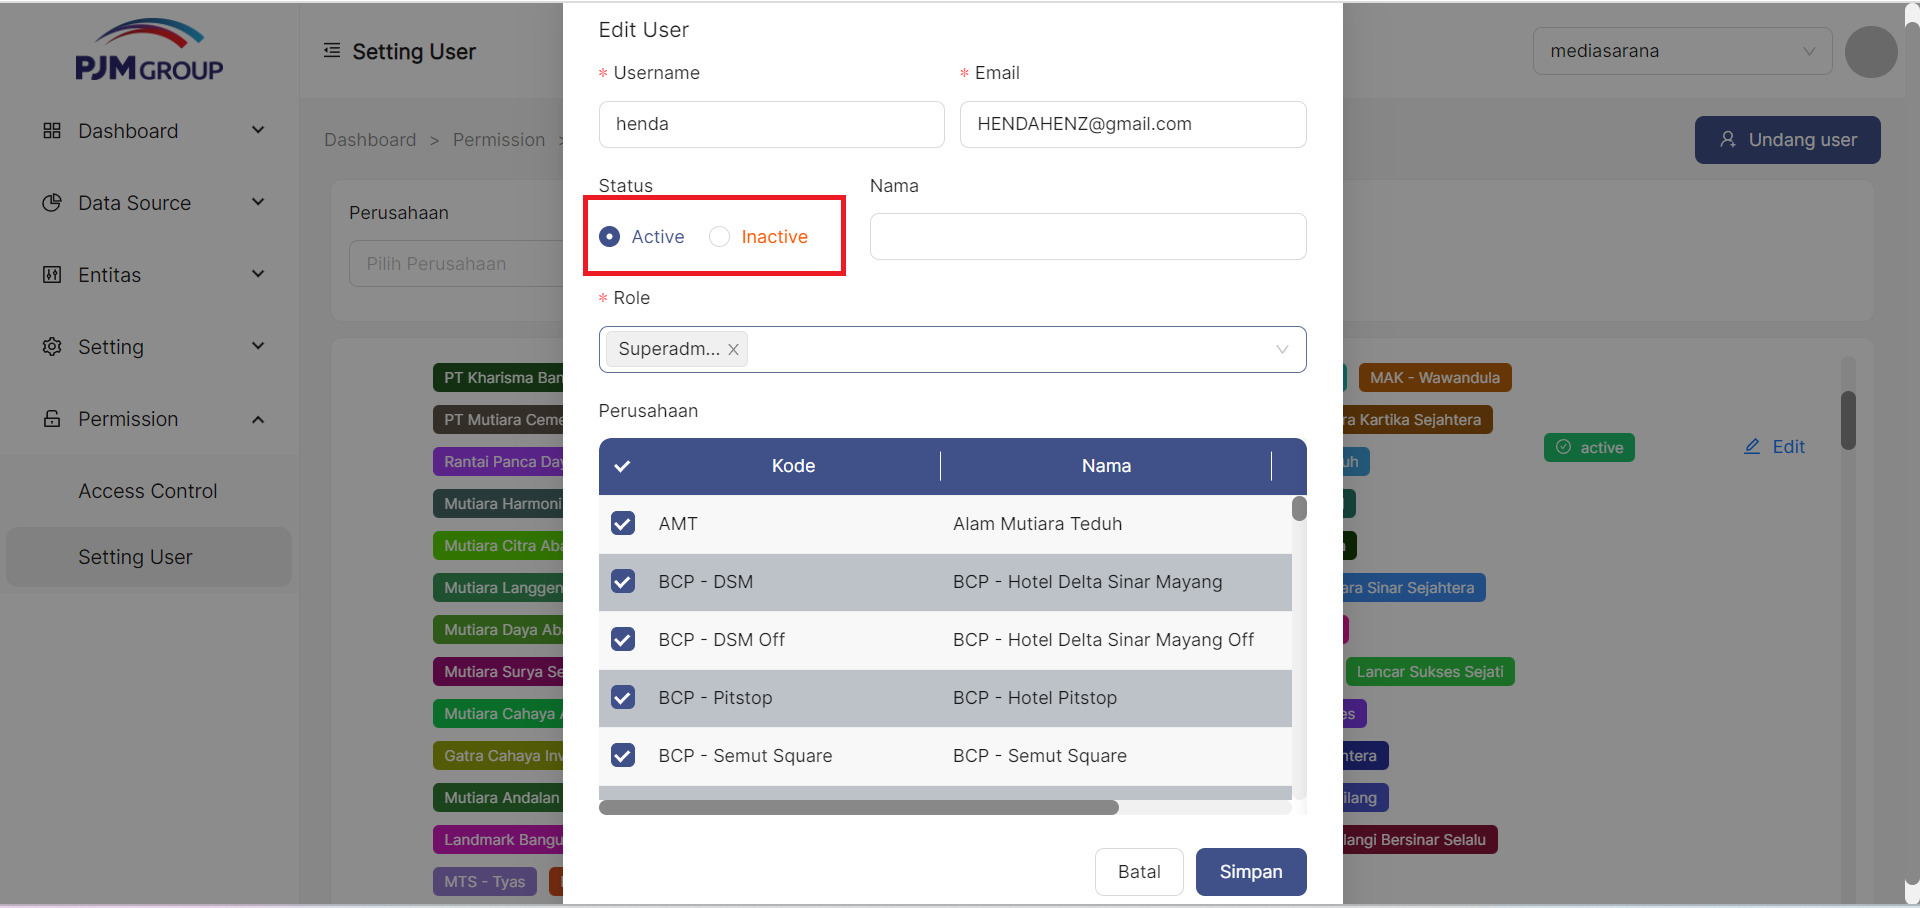 PJM GROUP
Dashboard
Data Source
Entitas
Setting
Permission
Access Control
Setting User
Setting User
mediasarana
Dashboard > Permission >
Undang user
Perusahaan
Pilih Perusahaan
PT Kharisma Ban
PT Mutiara Ceme
Rantai Panca Day
Mutiara Harmoni
Mutiara Citra Aba
Mutiara Langgen
Mutiara Daya Aba
Mutiara Surya Se
Mutiara Cahaya
Gatra Cahaya Inv
Mutiara Andalan
Landmark Bangu
MTS - Tyas
Edit User
* Username
* Email
henda
HENDAHENZ@gmail.com
Status
Nama
Active
Inactive
* Role
Superadm...
Perusahaan
Kode Nama
AMT Alam Mutiara Teduh
BCP - DSM BCP - Hotel Delta Sinar Mayang
BCP - DSM Off BCP - Hotel Delta Sinar Mayang Off
BCP - Pitstop BCP - Hotel Pitstop
BCP - Semut Square BCP - Semut Square
Batal
Simpan
MAK - Wawandula
ra Kartika Sejahtera
uh
ara Sinar Sejahtera
Lancar Sukses Sejati
es
ntera
ilang
langi Bersinar Selalu
active
Edit